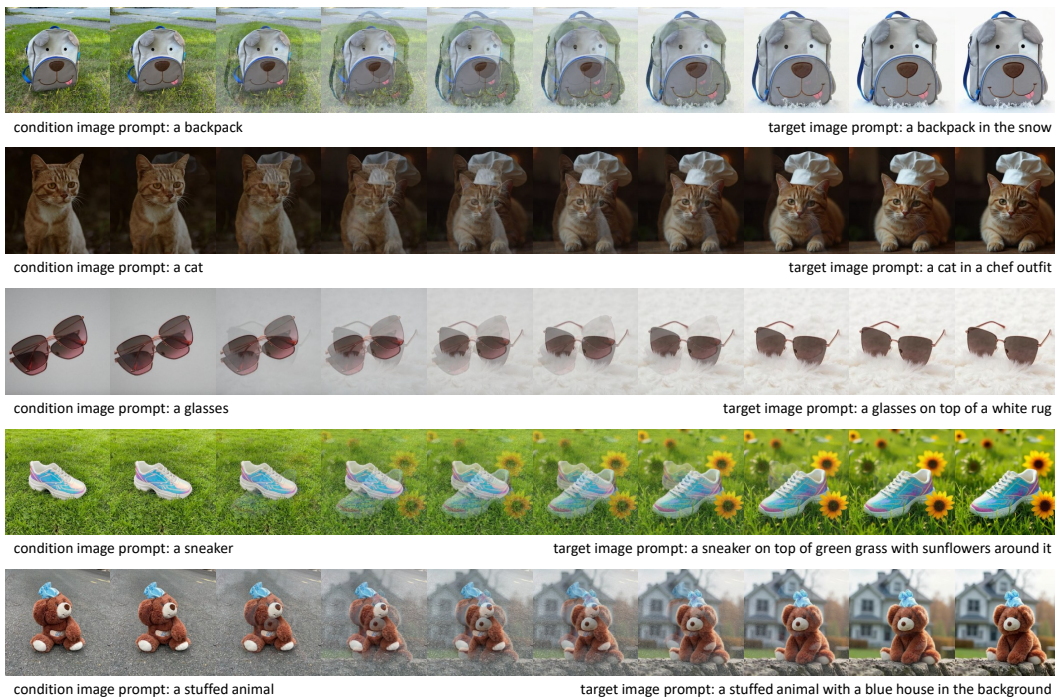 condition image prompt: a backpack
target image prompt: a backpack in the snow
condition image prompt: a cat
target image prompt: a cat in a chef outfit
condition image prompt: a glasses
target image prompt: a glasses on top of a white rug
condition image prompt: a sneaker
target image prompt: a sneaker on top of green grass with sunflowers around it
condition image prompt: a stuffed animal
target image prompt: a stuffed animal with a blue house in the background